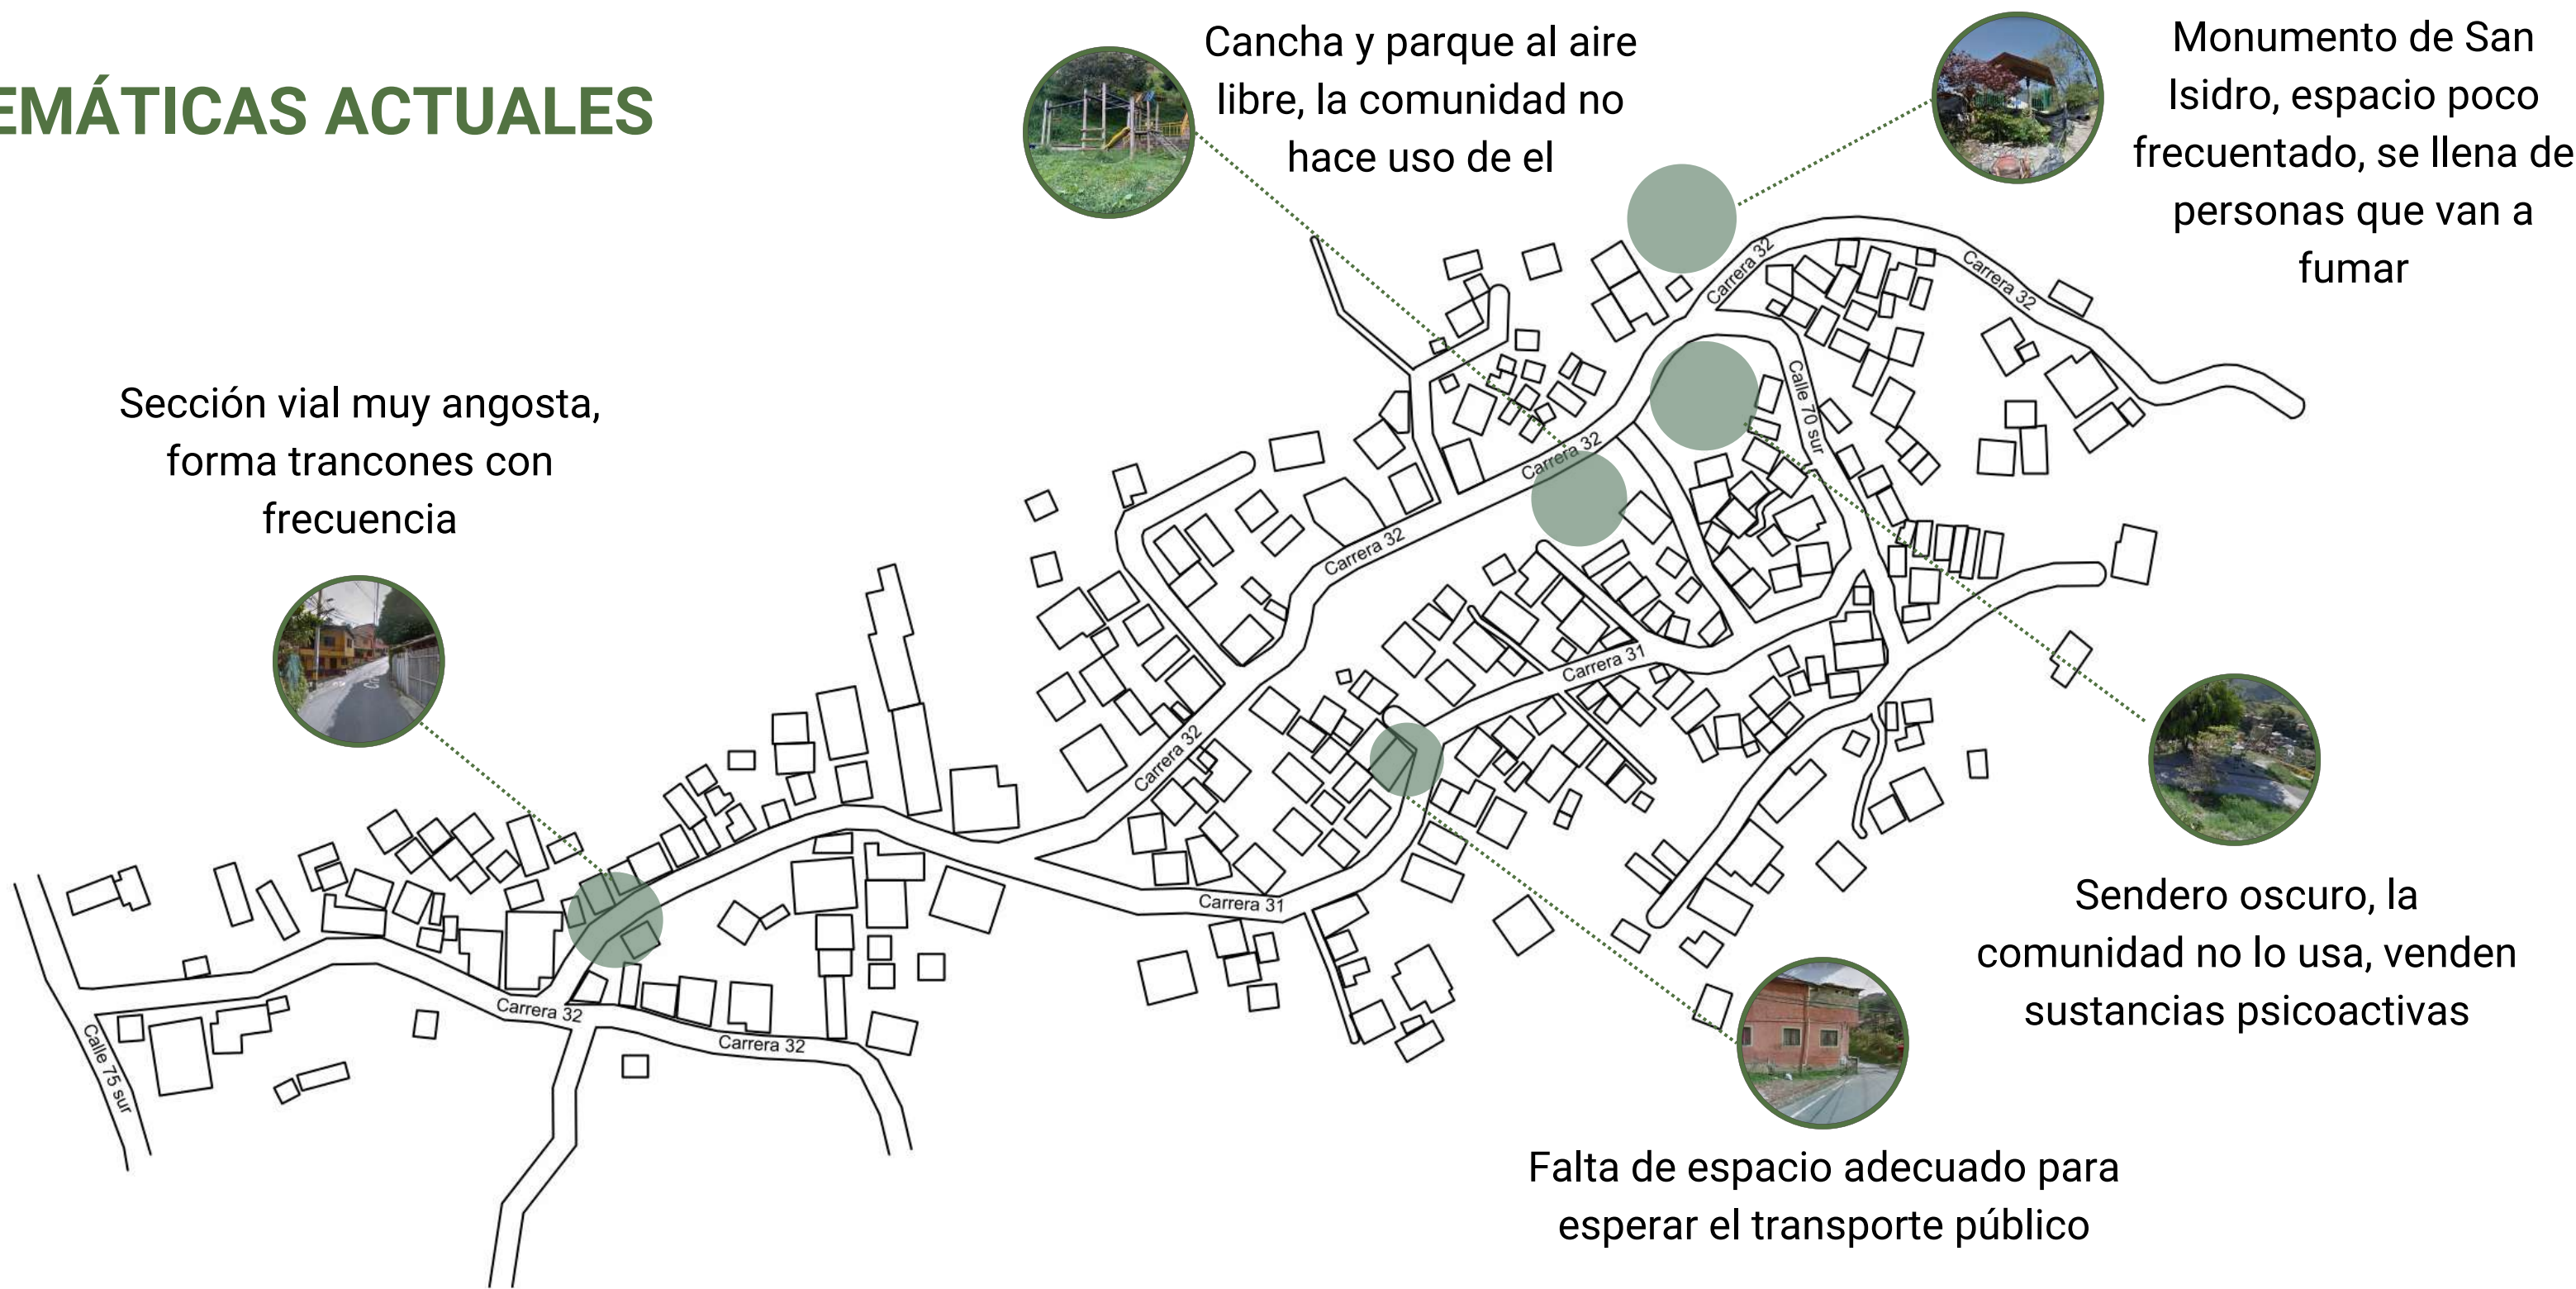 EMÁTICAS ACTUALES
Cancha y parque al aire
libre, la comunidad no
hace uso de el
Monumento de San
Isidro, espacio poco
frecuentado, se llena de
personas que van a
fumar
Sección vial muy angosta,
forma trancones con
frecuencia
Carrera 32
Carrera 32
Calle 70 sur
Carrera 32
Carrera 32
Carrera 31
Carrera 32
Carrera 31
Carrera 32
Carrera 32
Calle 75 sur
Sendero oscuro, la
comunidad no lo usa, venden
sustancias psicoactivas
Falta de espacio adecuado para
esperar el transporte público